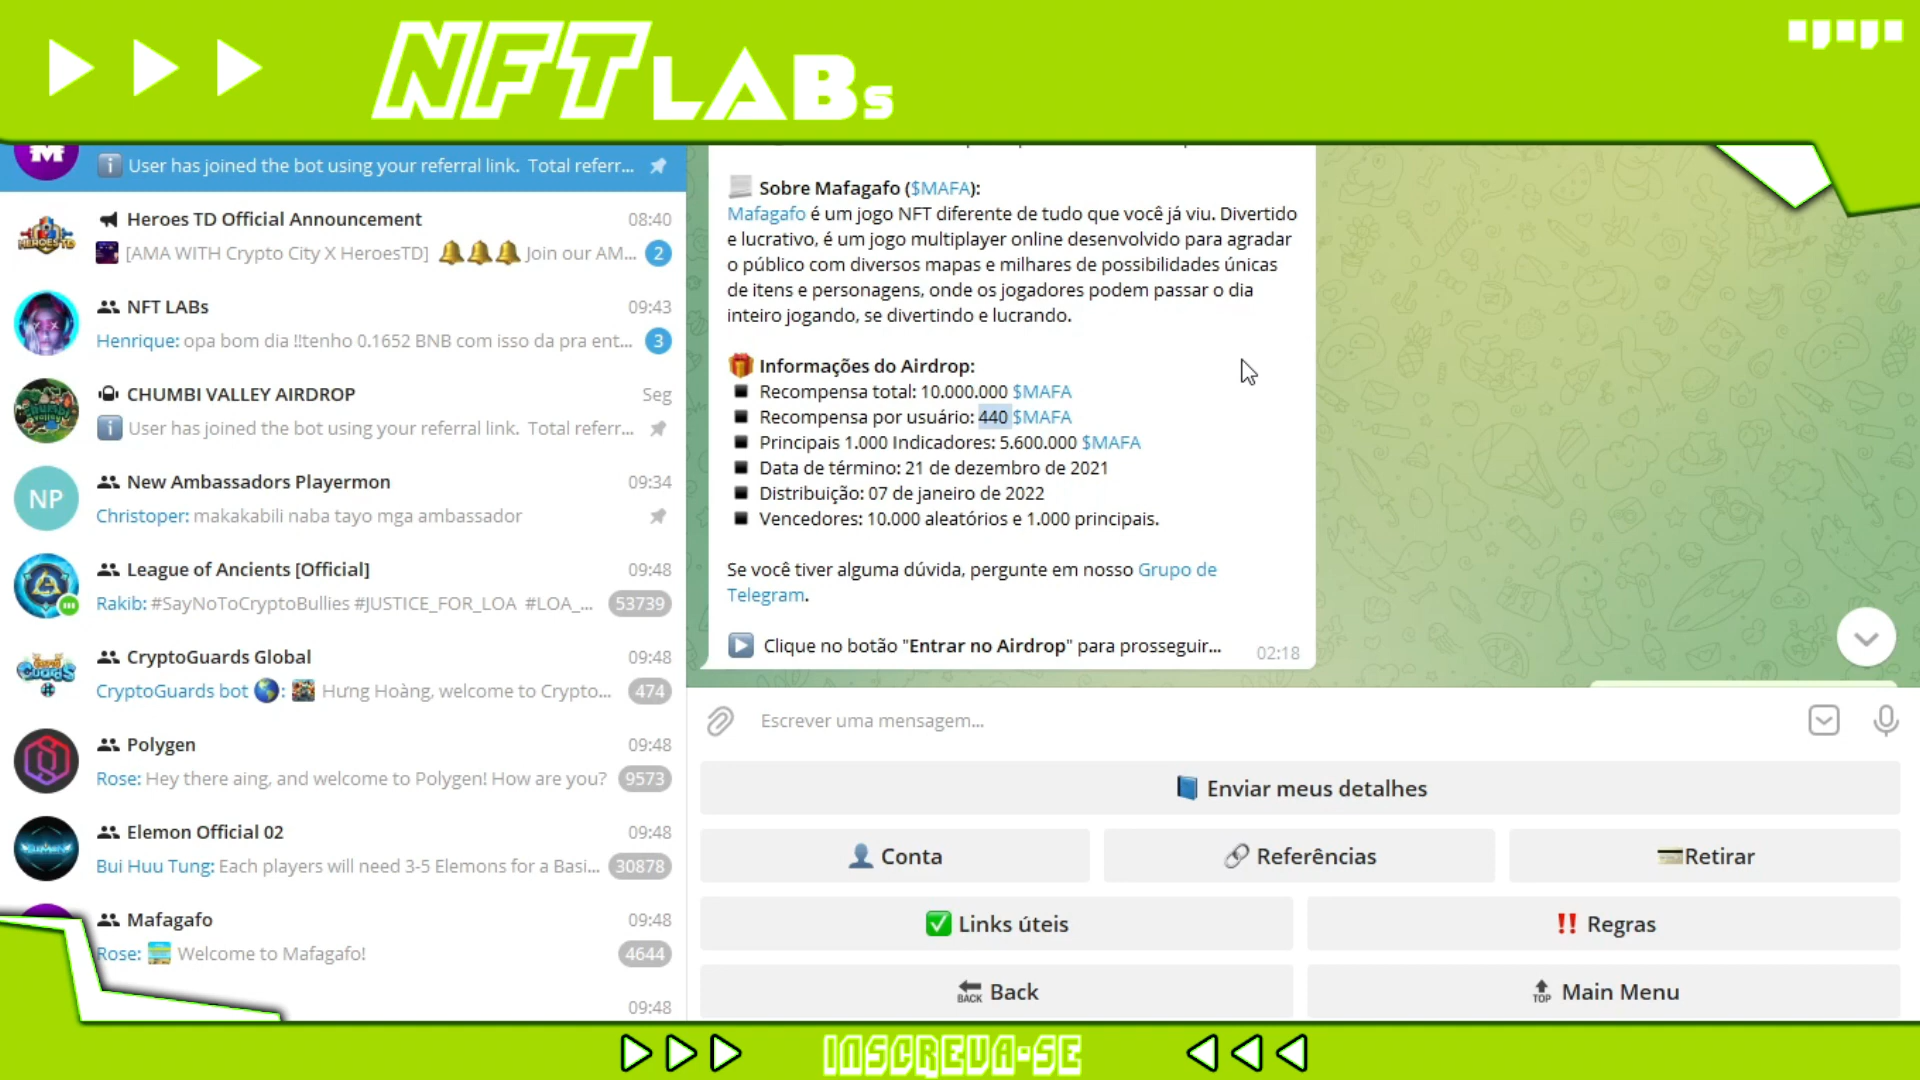 NFT LABs
User has joined the bot using your referral link. Total referr...
Heroes TD Official Announcement 08:40
[AMA WITH Crypto City X HeroesTD] 🔔🔔🔔 Join our AM... 2
NFT LABs 09:43
Henrique: opa bom dia !!tenho 0.1652 BNB com isso da pra ent... 3
CHUMBI VALLEY AIRDROP Seg
User has joined the bot using your referral link. Total referr...
NP
New Ambassadors Playermon 09:34
Christoper: makakabili naba tayo mga ambassador
League of Ancients [Official] 09:48
Rakib: #SayNoToCryptoBullies #JUSTICE_FOR_LOA #LOA_... 53739
CryptoGuards Global 09:48
CryptoGuards bot 🌎: Hưng Hoàng, welcome to Crypto... 474
Polygen 09:48
Rose: Hey there aing, and welcome to Polygen! How are you? 9573
Elemon Official 02 09:48
Bui Huu Tung: Each players will need 3-5 Elemons for a Basi... 30878
Mafagafo 09:48
Rose: Welcome to Mafagafo! 4644
09:48
Sobre Mafagafo ($MAFA):
Mafagafo é um jogo NFT diferente de tudo que você já viu. Divertido
e lucrativo, é um jogo multiplayer online desenvolvido para agradar
o público com diversos mapas e milhares de possibilidades únicas
de itens e personagens, onde os jogadores podem passar o dia
inteiro jogando, se divertindo e lucrando.
Informações do Airdrop:
Recompensa total: 10.000.000 $MAFA
Recompensa por usuário: 440 $MAFA
Principais 1.000 Indicadores: 5.600.000 $MAFA
Data de término: 21 de dezembro de 2021
Distribuição: 07 de janeiro de 2022
Vencedores: 10.000 aleatórios e 1.000 principais.
Se você tiver alguma dúvida, pergunte em nosso Grupo de
Telegram.
Clique no botão "Entrar no Airdrop" para prosseguir... 02:18
Escrever uma mensagem...
Enviar meus detalhes
Conta
Referências
Retirar
Links úteis
Regras
BACK Back
TOP Main Menu
INSCREVA-SE